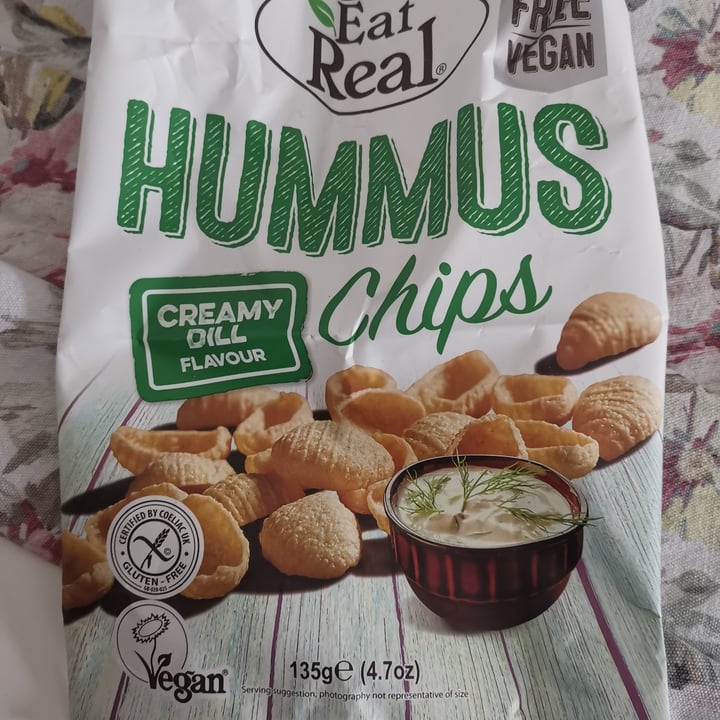 Eat
Real®
FREE
VEGAN
HUMMUS
Chips
CREAMY
DILL
FLAVOUR
CERTIFIED BY COELIAC UK
GLUTEN - FREE
Vegan®
135g℮ (4.7oz)
Serving suggestion, photography not representative of size